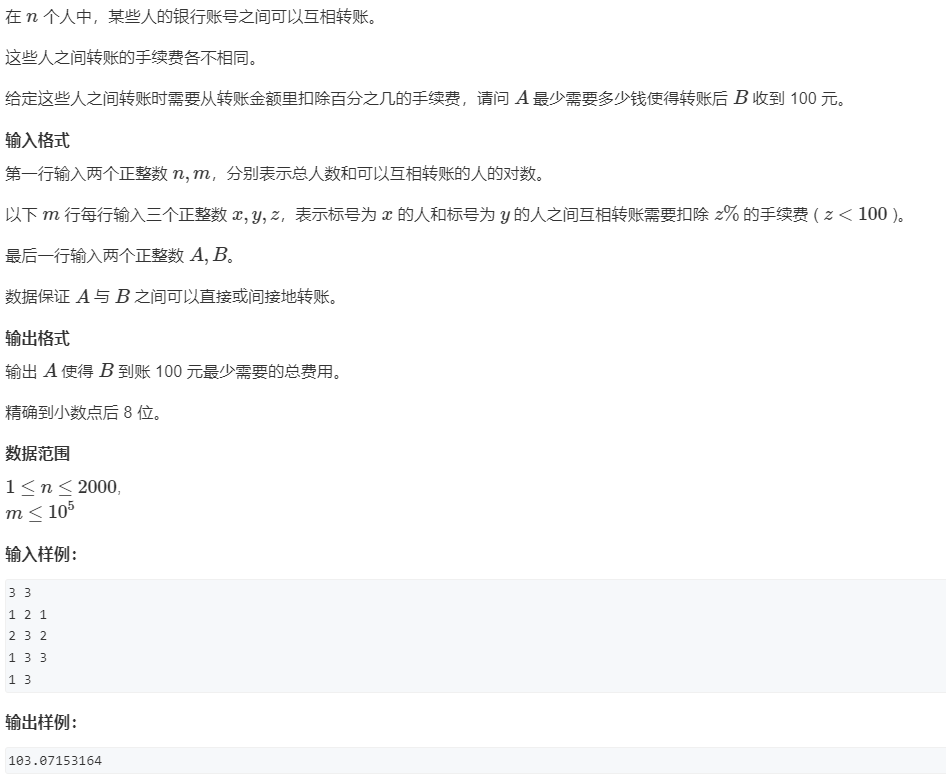 在 n 个人中，某些人的银行账号之间可以互相转账。
这些人之间转账的手续费各不相同。
给定这些人之间转账时需要从转账金额里扣除百分之几的手续费，请问 A 最少需要多少钱使得转账后 B 收到 100 元。
输入格式
第一行输入两个正整数 n, m，分别表示总人数和可以互相转账的人的对数。
以下 m 行每行输入三个正整数 x, y, z，表示标号为 x 的人和标号为 y 的人之间互相转账需要扣除 z% 的手续费 ( z < 100 )。
最后一行输入两个正整数 A, B。
数据保证 A 与 B 之间可以直接或间接地转账。
输出格式
输出 A 使得 B 到账 100 元最少需要的总费用。
精确到小数点后 8 位。
数据范围
1 ≤ n ≤ 2000,
m ≤ 10⁵
输入样例：
3 3
1 2 1
2 3 2
1 3 3
1 3
输出样例：
103.07153164